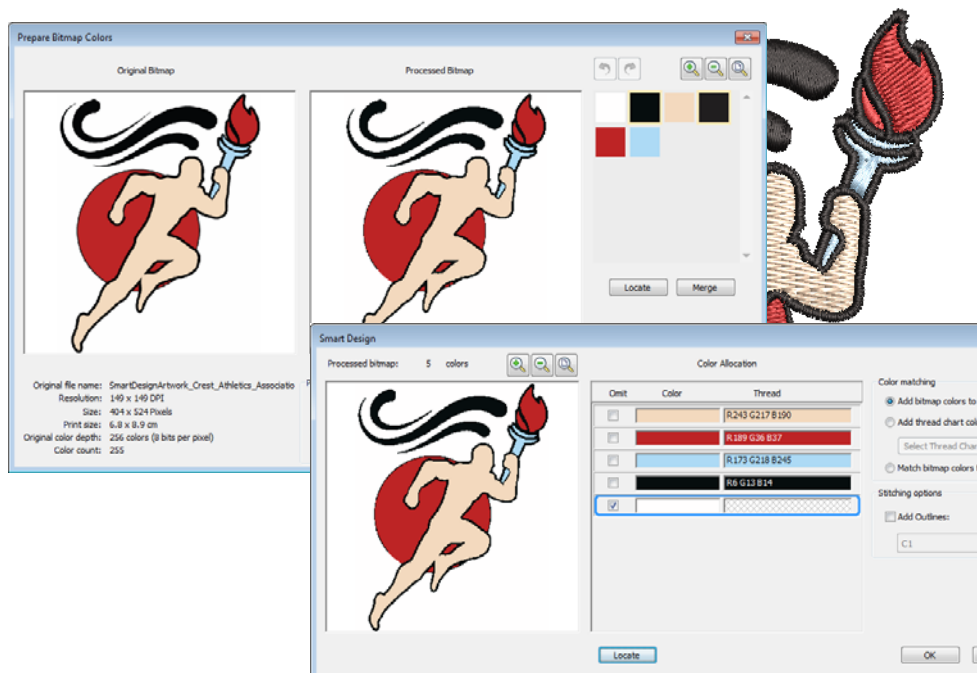 Prepare Bitmap Colors
Original Bitmap
Processed Bitmap
Locate
Merge
Original file name: SmartDesignArtwork_Crest_Athletics_Associatio
Resolution: 149 x 149 DPI
Size: 404 x 524 Pixels
Print size: 6.8 x 8.9 cm
Original color depth: 256 colors (8 bits per pixel)
Color count: 255
Smart Design
Processed bitmap: 5 colors
Color Allocation
Omit Color Thread
R243 G217 B190
R189 G36 B37
R173 G218 B245
R6 G13 B14
Color matching
Add bitmap colors to
Add thread chart col
Select Thread Char
Match bitmap colors
Stitching options
Add Outlines:
C1
Locate
OK